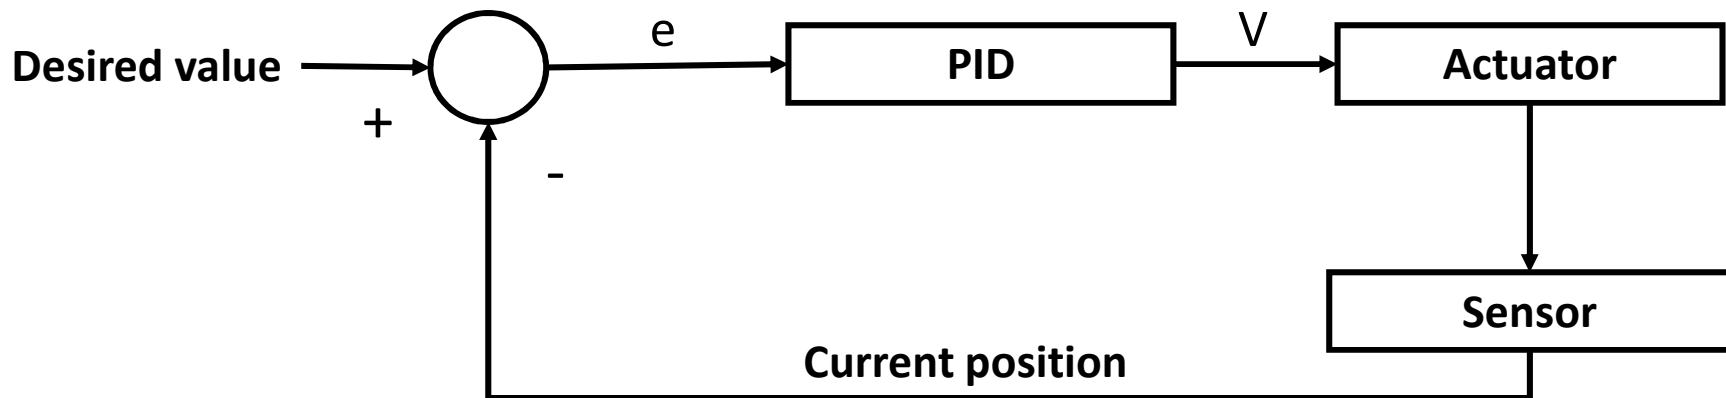 Desired value
+
-
e
PID
V
Actuator
Sensor
Current position